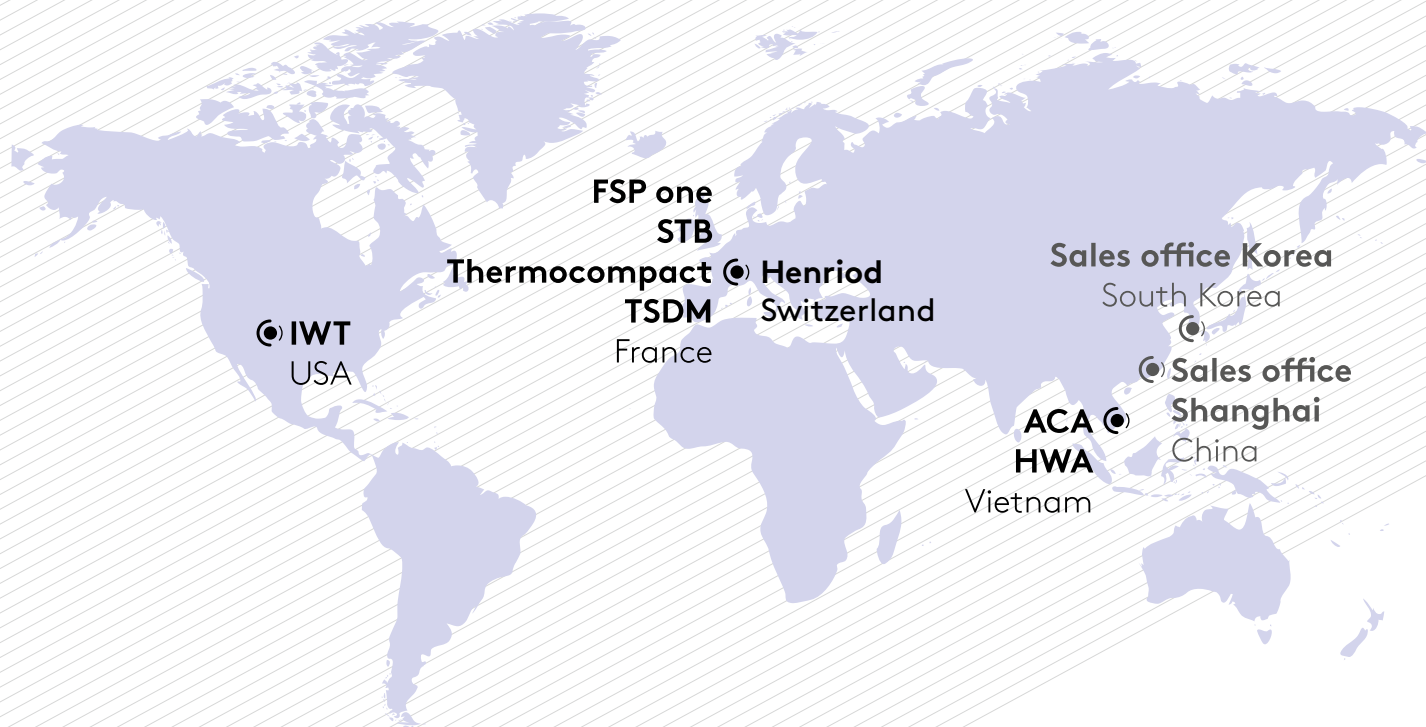 FSP one
STB
Thermocompact
TSDM
France
Henriod
Switzerland
IWT
USA
Sales office Korea
South Korea
Sales office
Shanghai
China
ACA
HWA
Vietnam